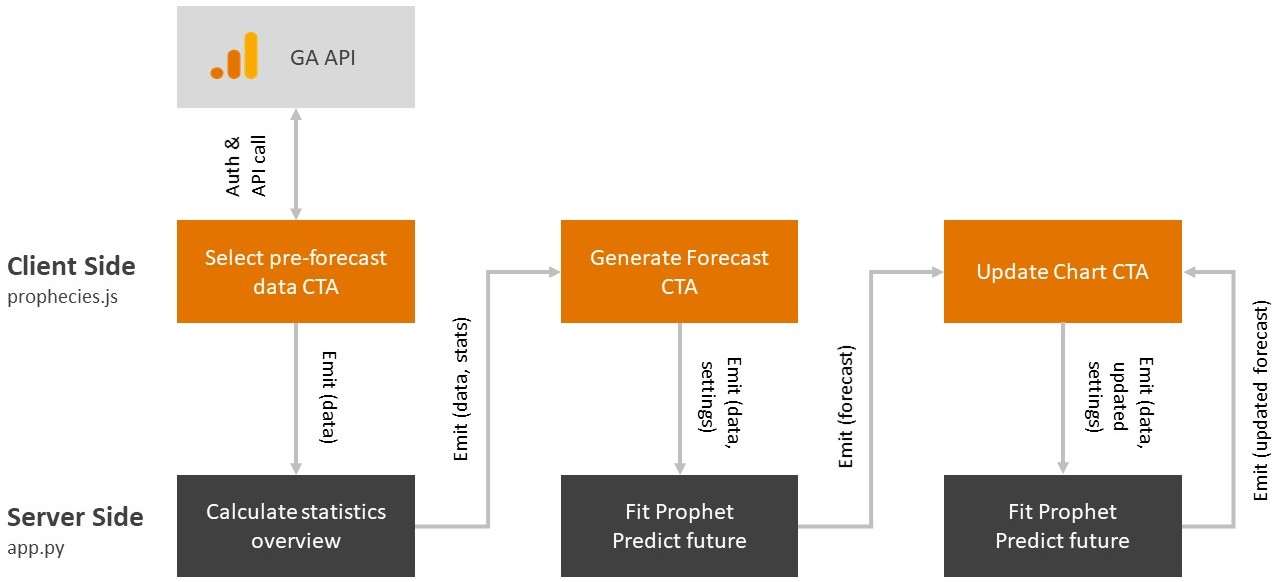 GA API
Auth &
API call
Client Side
prophecies.js
Select pre-forecast
data CTA
Generate Forecast
CTA
Update Chart CTA
Emit (data)
Emit (data, stats)
Emit (data,
settings)
Emit (forecast)
Emit (data,
updated
settings)
Emit (updated forecast)
Server Side
app.py
Calculate statistics
overview
Fit Prophet
Predict future
Fit Prophet
Predict future